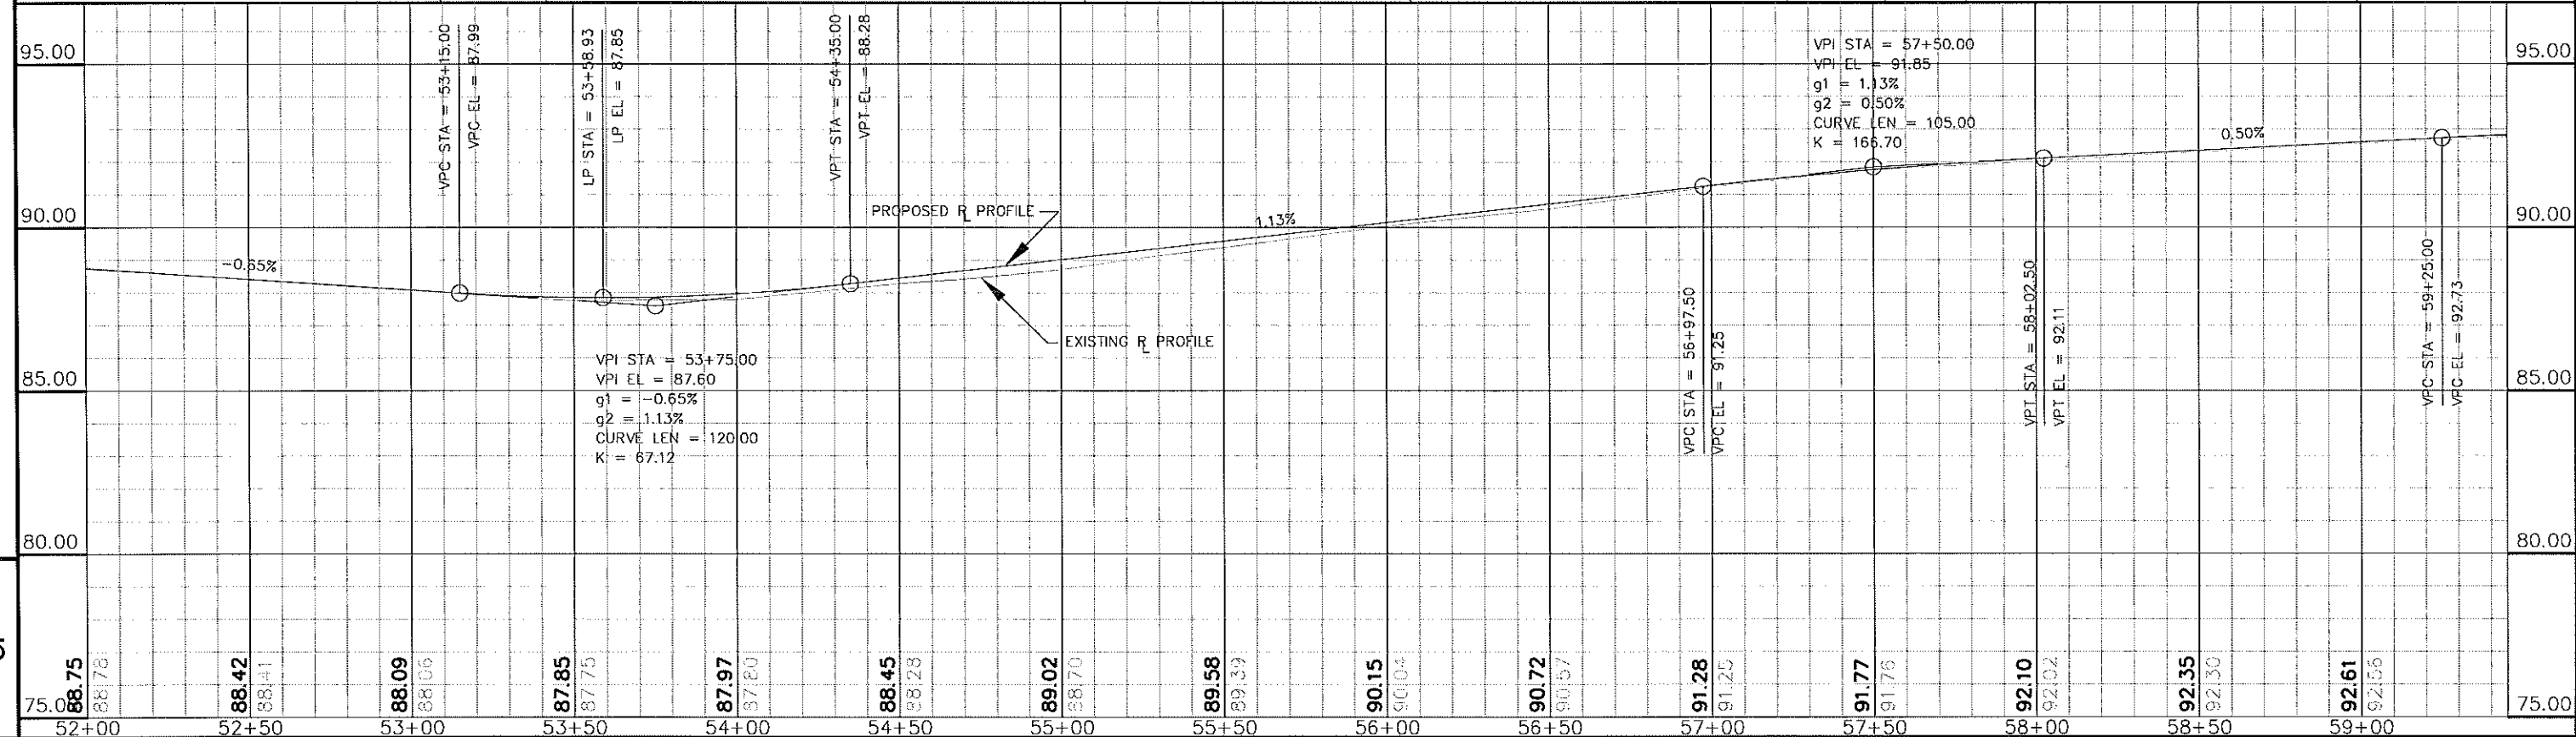 95.00
90.00
85.00
80.00
75.00
VPC STA = 53+15.00
VPC EL = 87.99
LP STA = 53+58.93
LP EL = 87.85
VPT STA = 54+35.00
VPT EL = 88.28
VPI STA = 57+50.00
VPI EL = 91.85
g1 = 1.13%
g2 = 0.50%
CURVE LEN = 105.00
K = 166.70
95.00
90.00
85.00
80.00
75.00
-0.65%
PROPOSED PL PROFILE
1.13%
0.50%
EXISTING PL PROFILE
VPI STA = 53+75.00
VPI EL = 87.60
g1 = -0.65%
g2 = 1.13%
CURVE LEN = 120.00
K = 67.12
VPC STA = 56+97.50
VPC EL = 91.25
VPT STA = 58+02.50
VPT EL = 92.11
VPC STA = 59+25.00
VPC EL = 92.73
88.75 88.78
88.42 88.41
88.09 88.06
87.85 87.75
87.97 87.80
88.45 88.28
89.02 88.70
89.58 89.39
90.15 90.04
90.72 90.57
91.28 91.25
91.77 91.76
92.10 92.02
92.35 92.30
92.61 92.56
52+00 52+50 53+00 53+50 54+00 54+50 55+00 55+50 56+00 56+50 57+00 57+50 58+00 58+50 59+00